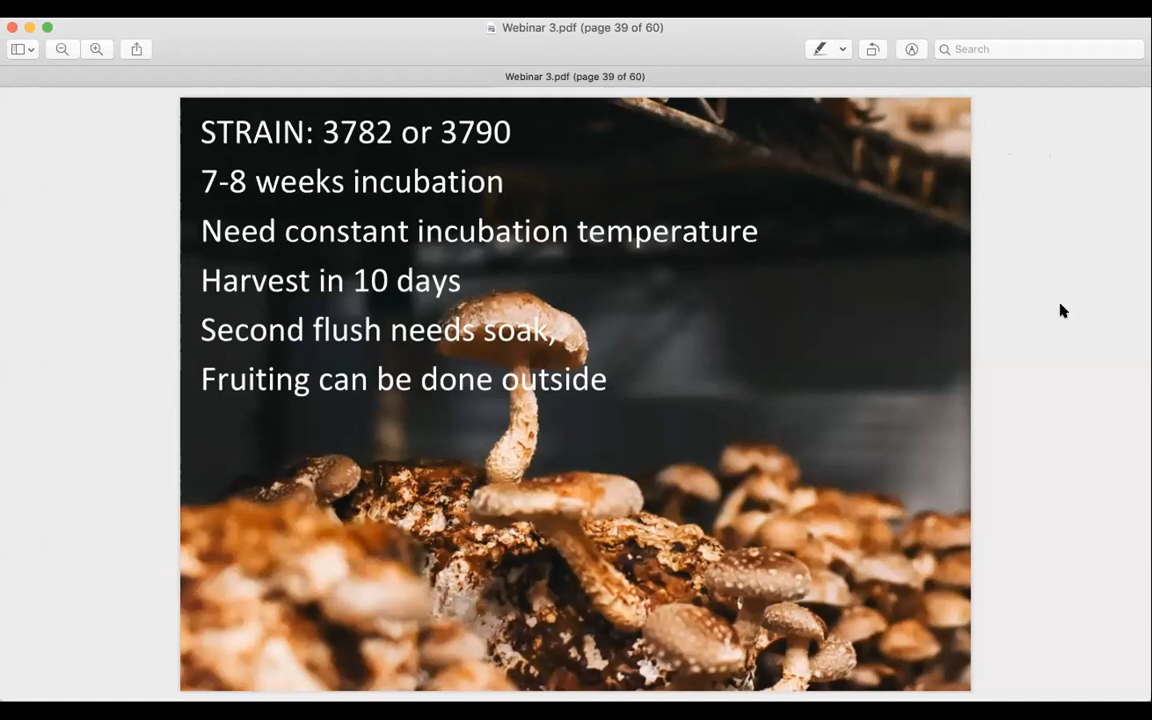 Webinar 3.pdf (page 39 of 60)
Search
Webinar 3.pdf (page 39 of 60)
STRAIN: 3782 or 3790
7-8 weeks incubation
Need constant incubation temperature
Harvest in 10 days
Second flush needs soak,
Fruiting can be done outside